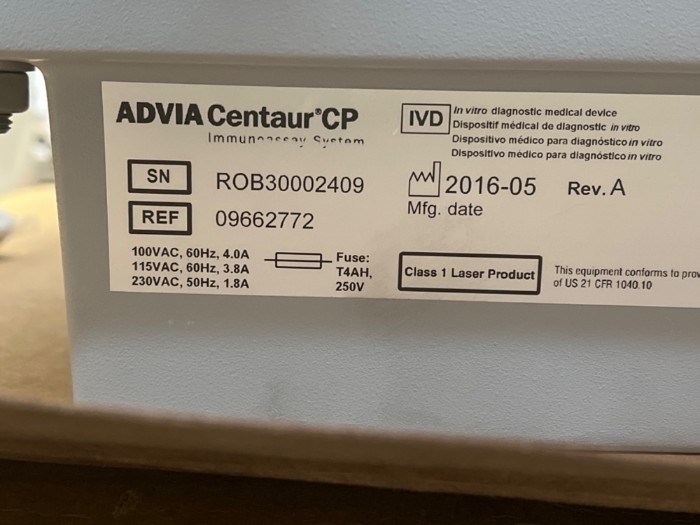 ADVIA Centaur® CP
System
IVD
In vitro diagnostic medical device
Dispositif médical de diagnostic in vitro
Dispositivo médico para diagnóstico in vitro
Dispositivo médico para diagnóstico in vitro
SN ROB30002409
REF 09662772
2016-05 Rev. A
Mfg. date
100VAC, 60Hz, 4.0A
115VAC, 60Hz, 3.8A
230VAC, 50Hz, 1.8A
Fuse:
T4AH,
250V
Class 1 Laser Product
This equipment conforms to
of US 21 CFR 1040.10